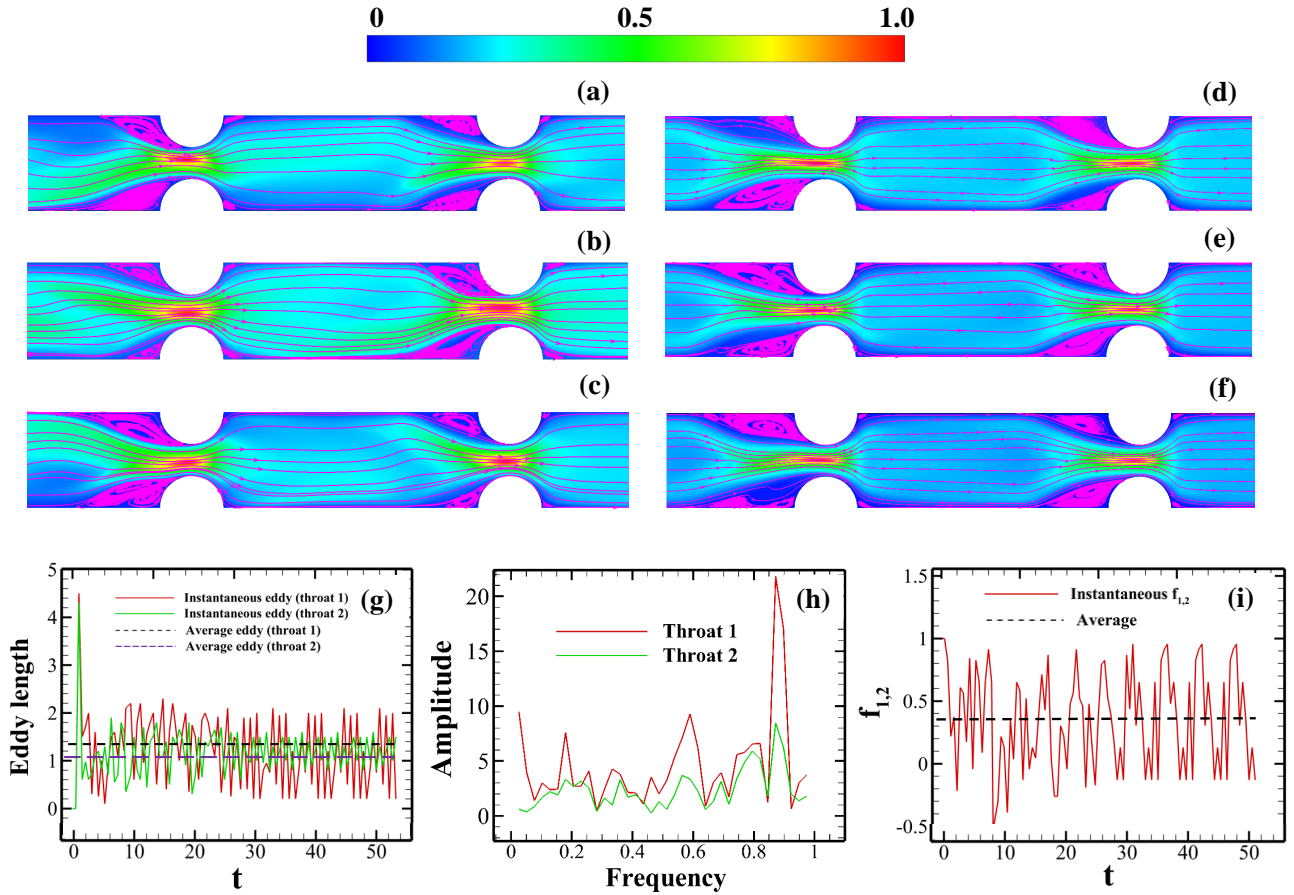 0 0.5 1.0
(a) (d)
(b) (e)
(c) (f)
5
4
3
2
1
0
Eddy length
Instantaneous eddy (throat 1)
Instantaneous eddy (throat 2)
Average eddy (throat 1)
Average eddy (throat 2)
(g)
0 10 20 30 40 50
t
20
15
10
5
0
Amplitude
Throat 1
Throat 2
(h)
0 0.2 0.4 0.6 0.8 1
Frequency
1.5
1
0.5
0
-0.5
f1,2
Instantaneous f1,2
Average
(i)
0 10 20 30 40 50
t